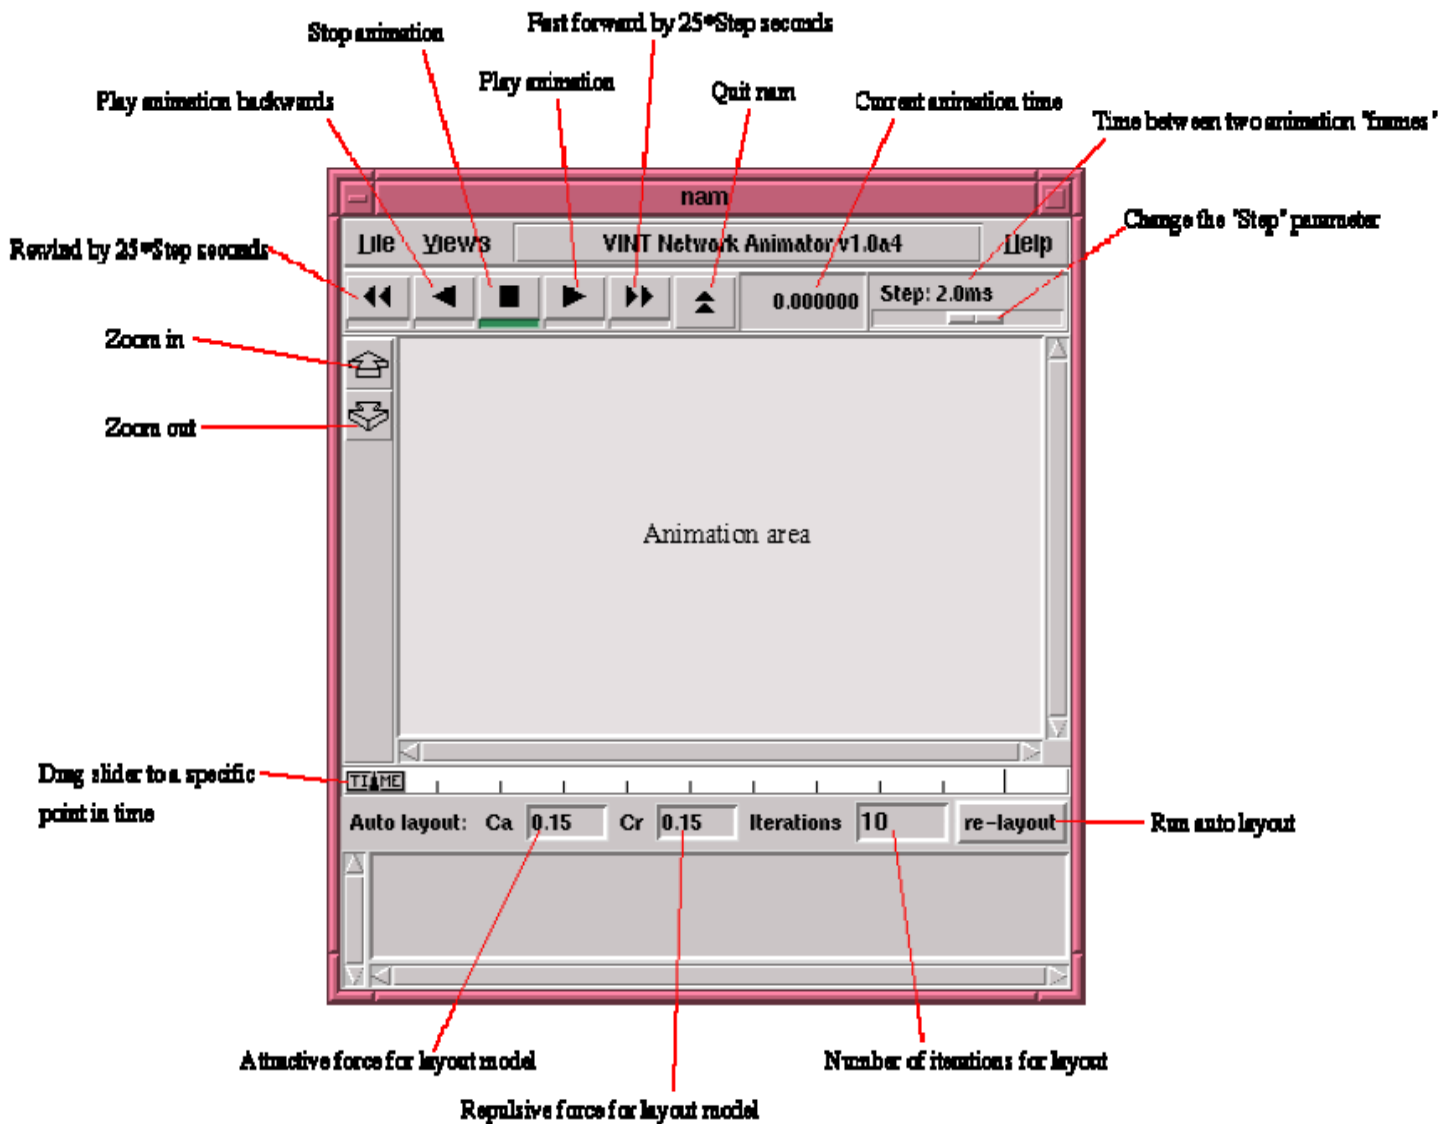 Fast forward by 25*Step seconds
Stop animation
Play animation
Quit nam
Play animation backwards
Current animation time
Time between two animation "frames"
nam
Change the "Step" parameter
File Views VINT Network Animator v1.0a4 Help
Rewind by 25*Step seconds
0.000000
Step: 2.0ms
Zoom in
Zoom out
Animation area
Drag slider to a specific
point in time
TIME
Auto layout: Ca 0.15 Cr 0.15 Iterations 10 re-layout
Run auto layout
Attractive force for layout model
Number of iterations for layout
Repulsive force for layout model